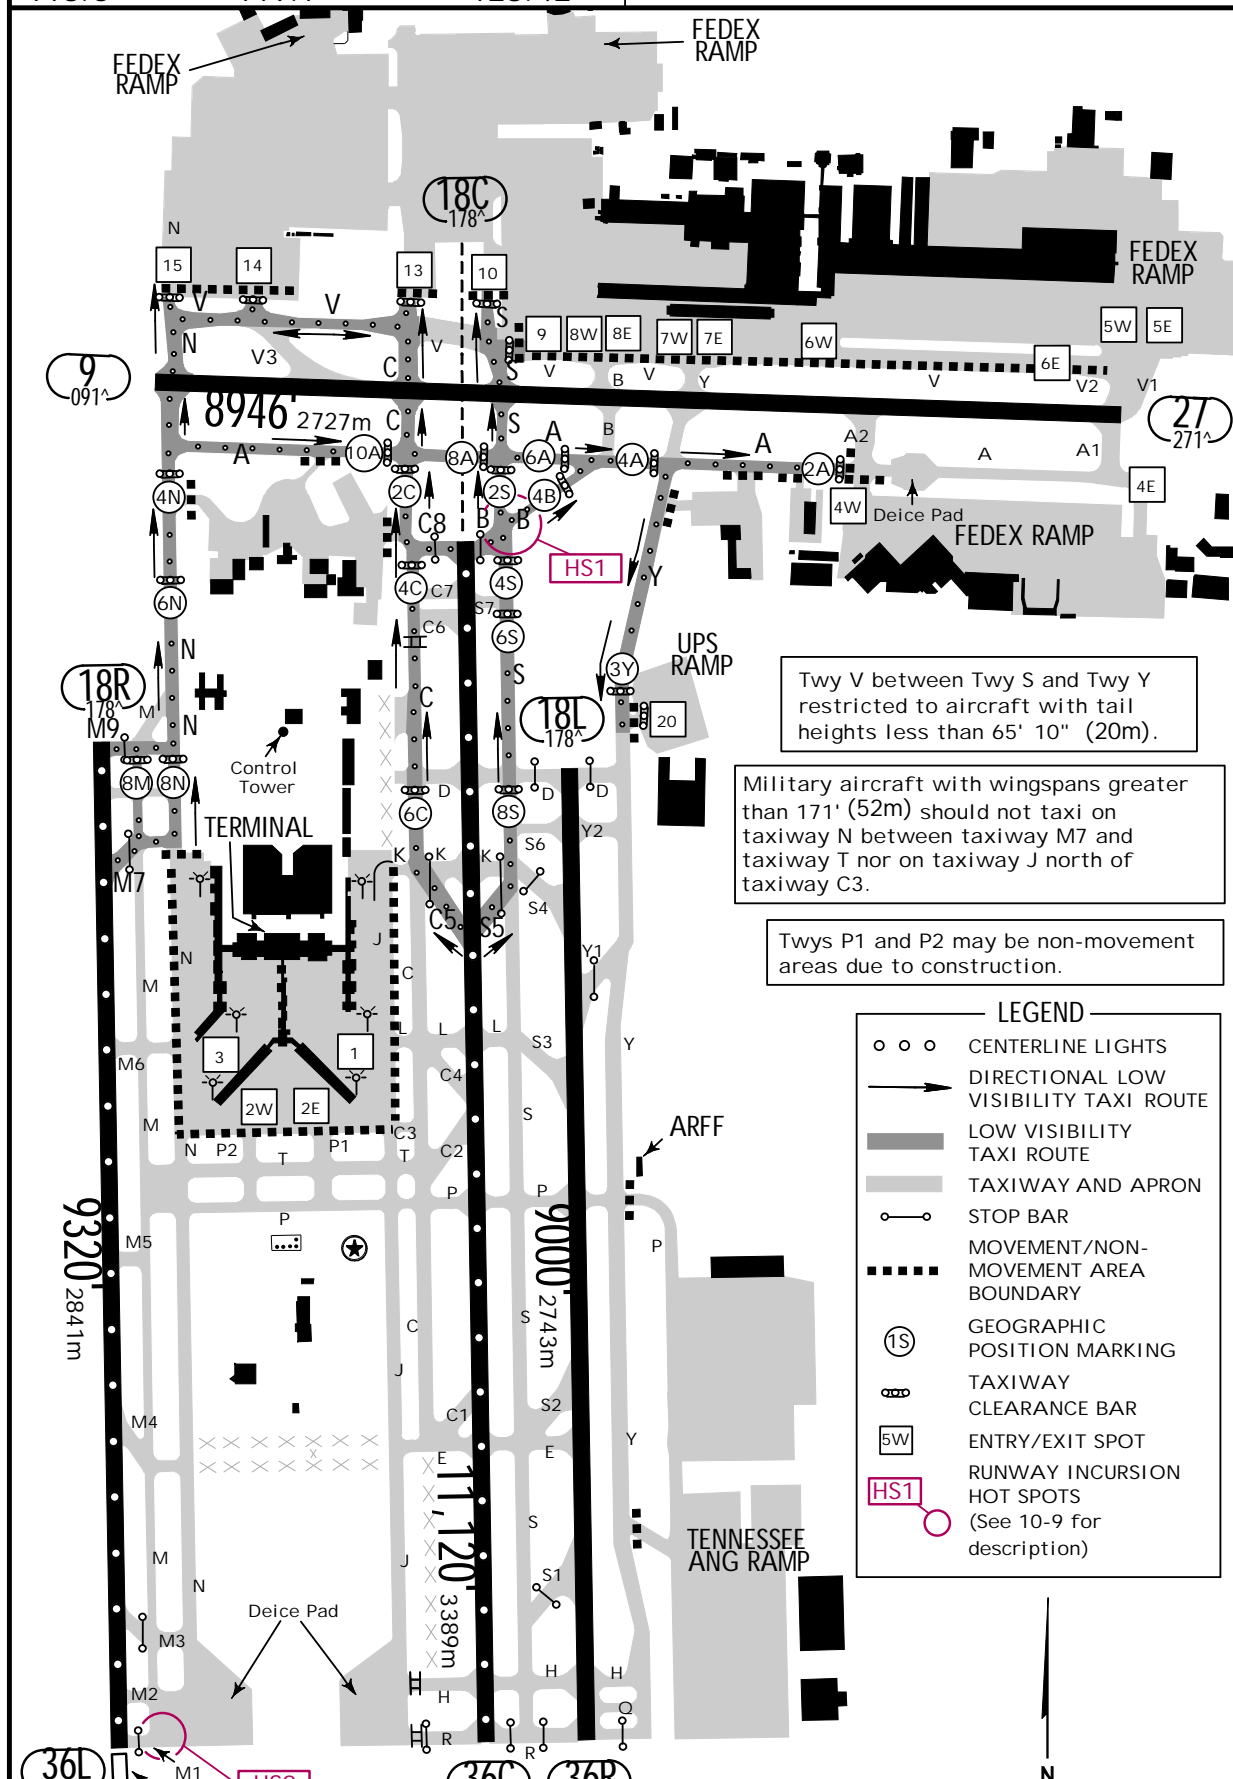 FEDEX
RAMP
FEDEX
RAMP
18C
178^
N
15
14
13
10
FEDEX
RAMP
V
V
S
9
8W
8E
7W
7E
6W
5W
5E
N
V3
V
C
S
V
B
V
Y
V
6E
V2
V1
9
091^
8946'
2727m
C
S
B
27
271^
A
10A
8A
6A
A
4A
A
2A
A2
A
A1
4N
2C
2S
4B
4W
4E
Deice Pad
C8
B
B
FEDEX RAMP
HS1
4C
C7
4S
Y
6N
S7
C6
6S
N
UPS
RAMP
3Y
18R
178^
M
M9
N
C
S
18L
178^
20
Twy V between Twy S and Twy Y
restricted to aircraft with tail
heights less than 65' 10" (20m).
Control
Tower
8M
8N
D
D
D
6C
8S
Military aircraft with wingspans greater
than 171' (52m) should not taxi on
taxiway N between taxiway M7 and
taxiway T nor on taxiway J north of
taxiway C3.
TERMINAL
Y2
S6
K
K
K
M7
S4
C5
S5
Twys P1 and P2 may be non-movement
areas due to construction.
N
J
C
Y1
M
L
L
L
S3
Y
3
1
M6
C4
2W
2E
S
M
C3
ARFF
N
P2
T
P1
T
C2
P
P
P
P
9320'
2841m
M5
9000'
2743m
S
C
J
M4
C1
S2
Y
E
E
11,120'
3389m
S
TENNESSEE
ANG RAMP
M
N
J
S1
Deice Pad
M3
H
H
H
M2
Q
R
R
36L
M1
36C
36R
LEGEND
CENTERLINE LIGHTS
DIRECTIONAL LOW
VISIBILITY TAXI ROUTE
LOW VISIBILITY
TAXI ROUTE
TAXIWAY AND APRON
STOP BAR
MOVEMENT/NON-
MOVEMENT AREA
BOUNDARY
1S
GEOGRAPHIC
POSITION MARKING
TAXIWAY
CLEARANCE BAR
5W
ENTRY/EXIT SPOT
HS1
RUNWAY INCURSION
HOT SPOTS
(See 10-9 for
description)
N